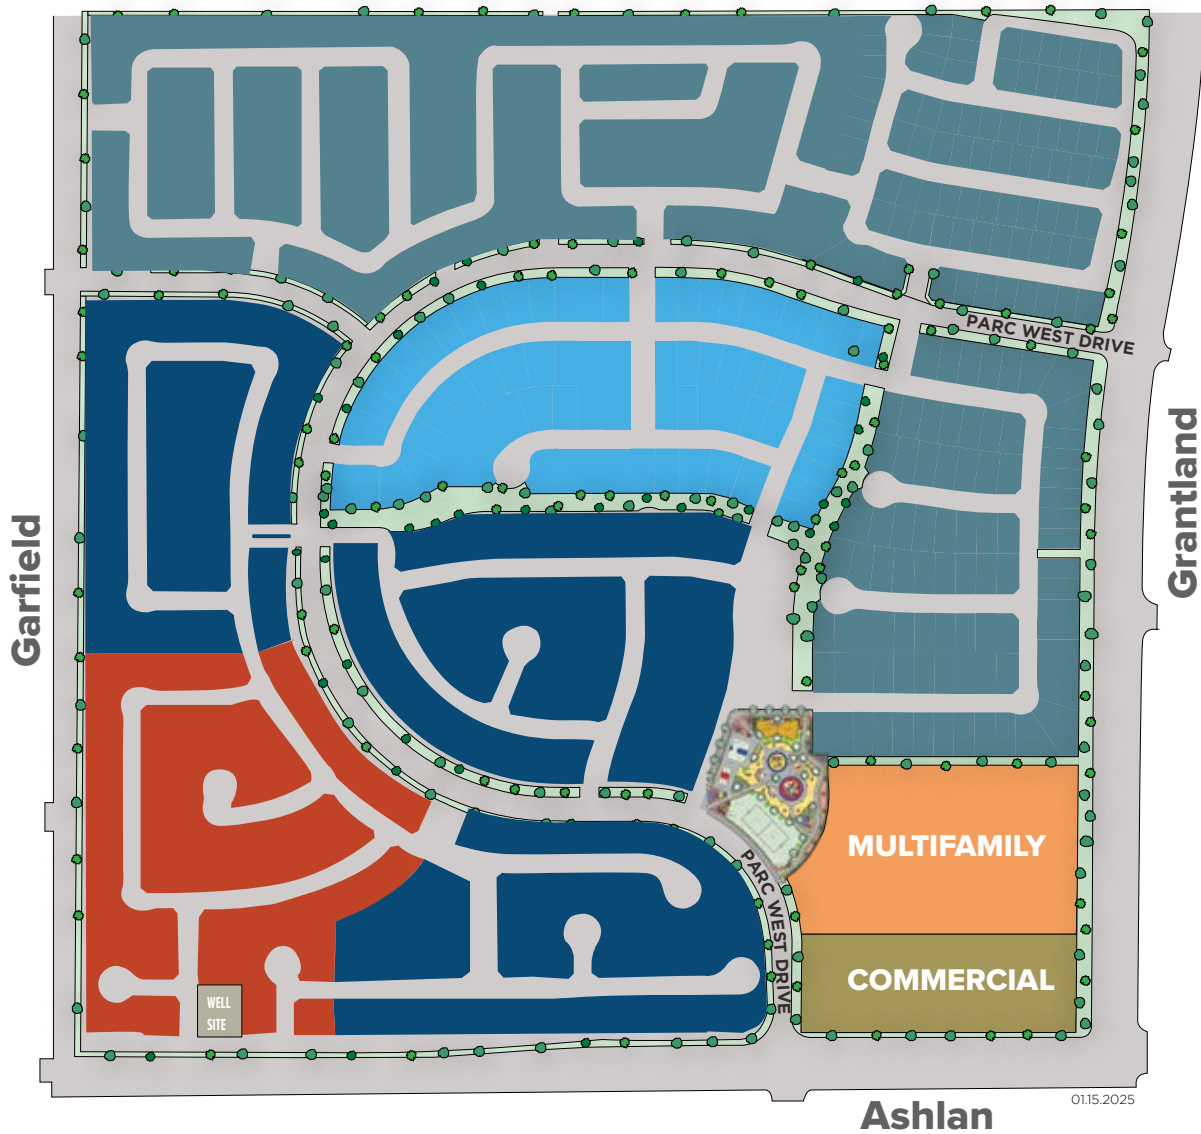 PARC WEST DRIVE
Grantland
Garfield
MULTIFAMILY
PARC WEST DRIVE
COMMERCIAL
WELL
SITE
01.15.2025
Ashlan